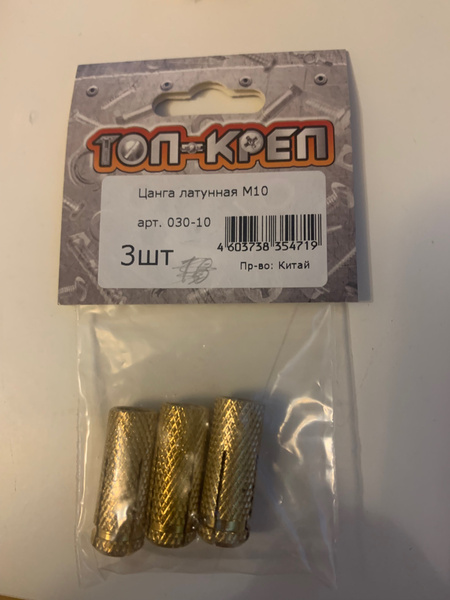 ТОП-КРЕП
Цанга латунная М10
арт. 030-10
4 603738 354719
3шт
Пр-во: Китай